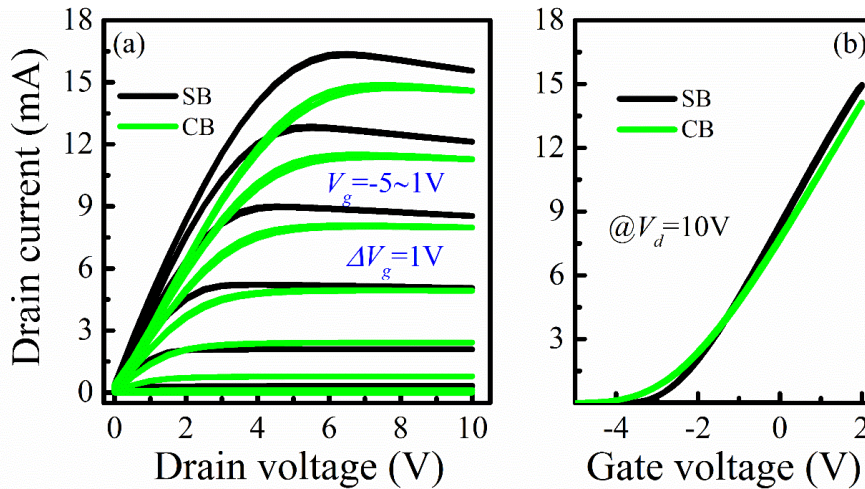 (a)
SB
CB
V_g=-5~1V
ΔV_g=1V
18
15
12
9
6
3
0
0 2 4 6 8 10
Drain voltage (V)
Drain current (mA)
(b)
SB
CB
@V_d=10V
18
15
12
9
6
3
-4 -2 0 2
Gate voltage (V)